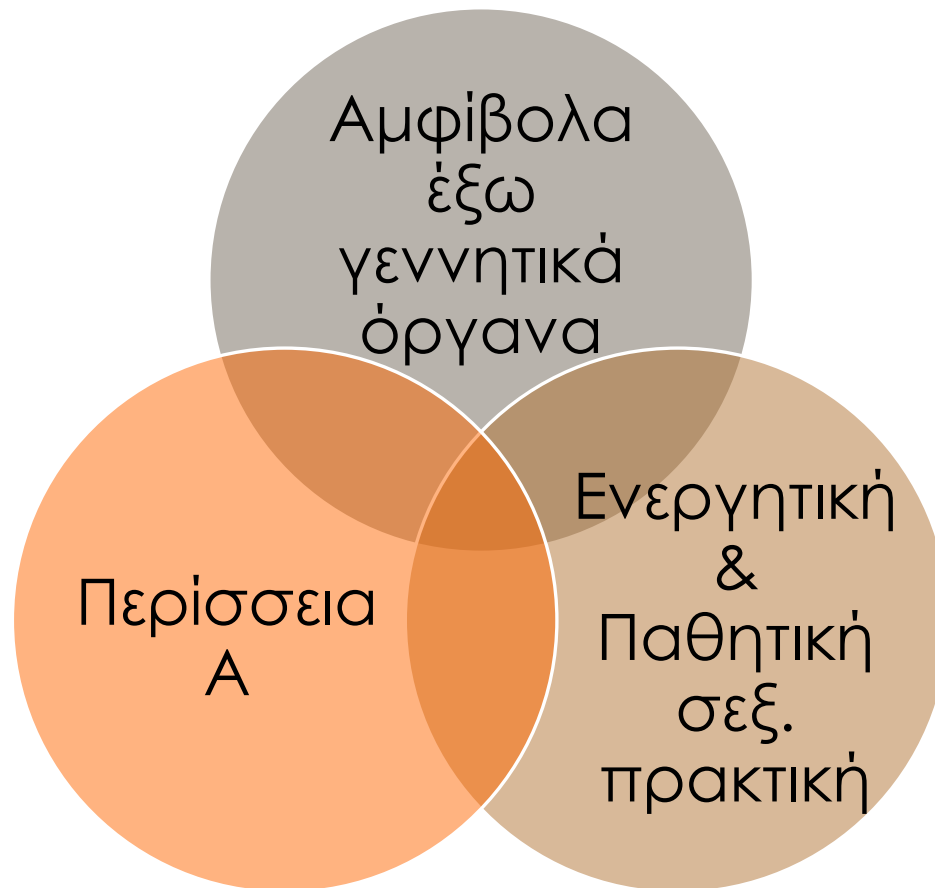 Αμφίβολα
έξω
γεννητικά
όργανα
Περίσσεια
Α
Ενεργητική
&
Παθητική
σεξ.
πρακτική